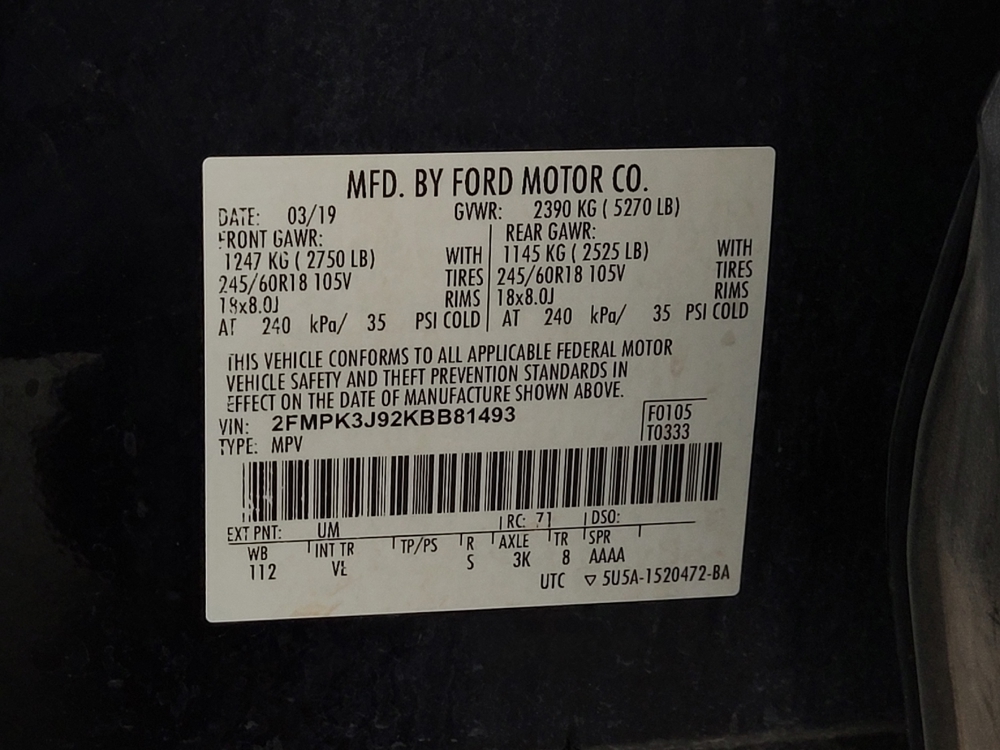 MFD. BY FORD MOTOR CO.
DATE: 03/19 GVWR: 2390 KG ( 5270 LB)
FRONT GAWR: REAR GAWR:
1247 KG ( 2750 LB) WITH 1145 KG ( 2525 LB) WITH
245/60R18 105V TIRES 245/60R18 105V TIRES
18x8.0J RIMS 18x8.0J RIMS
AT 240 kPa/ 35 PSI COLD AT 240 kPa/ 35 PSI COLD
THIS VEHICLE CONFORMS TO ALL APPLICABLE FEDERAL MOTOR
VEHICLE SAFETY AND THEFT PREVENTION STANDARDS IN
EFFECT ON THE DATE OF MANUFACTURE SHOWN ABOVE.
VIN: 2FMPK3J92KBB81493 F0105
TYPE: MPV T0333
EXT PNT: UM RC: 71 DSO:
WB INT TR TP/PS R AXLE TR SPR
112 VE S 3K 8 AAAA
UTC ▽ 5U5A-1520472-BA